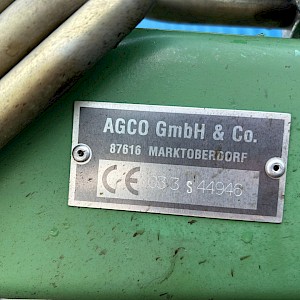 AGCO GmbH & Co.
87616 MARKTOBERDORF
CE 03 3 S 44946